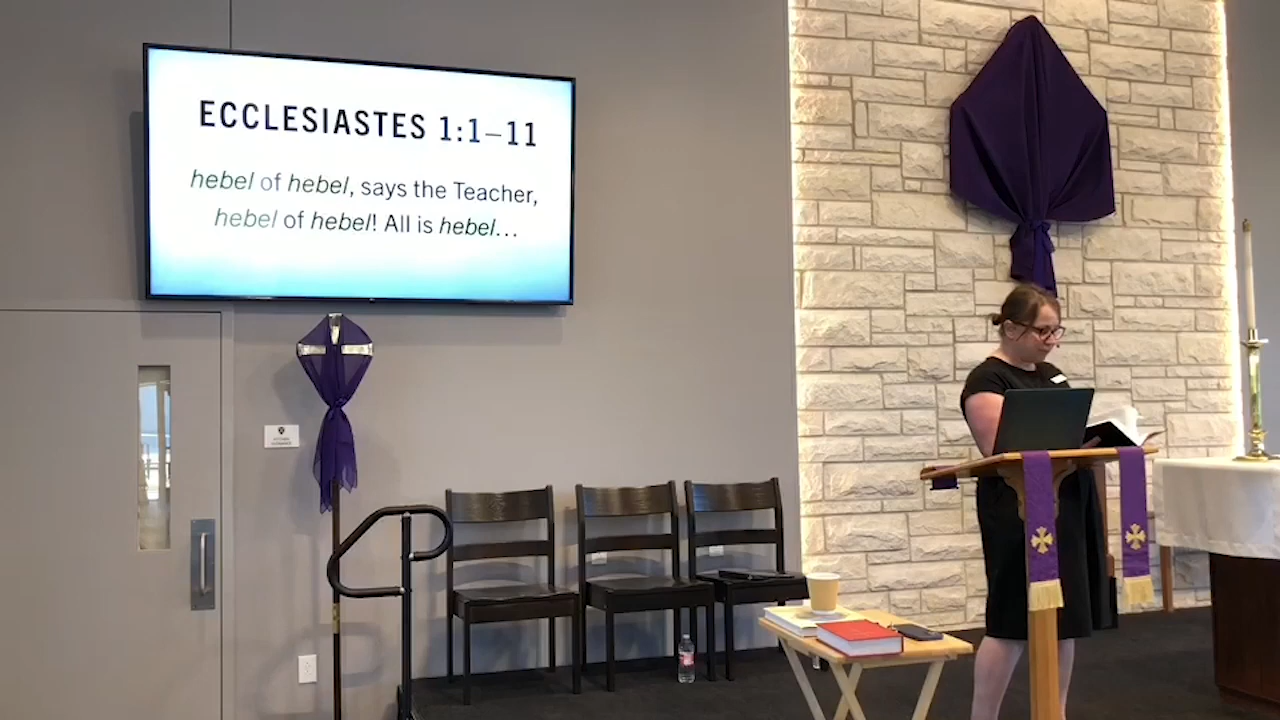 ECCLESIASTES 1:1–11
hebel of hebel, says the Teacher,
hebel of hebel! All is hebel...